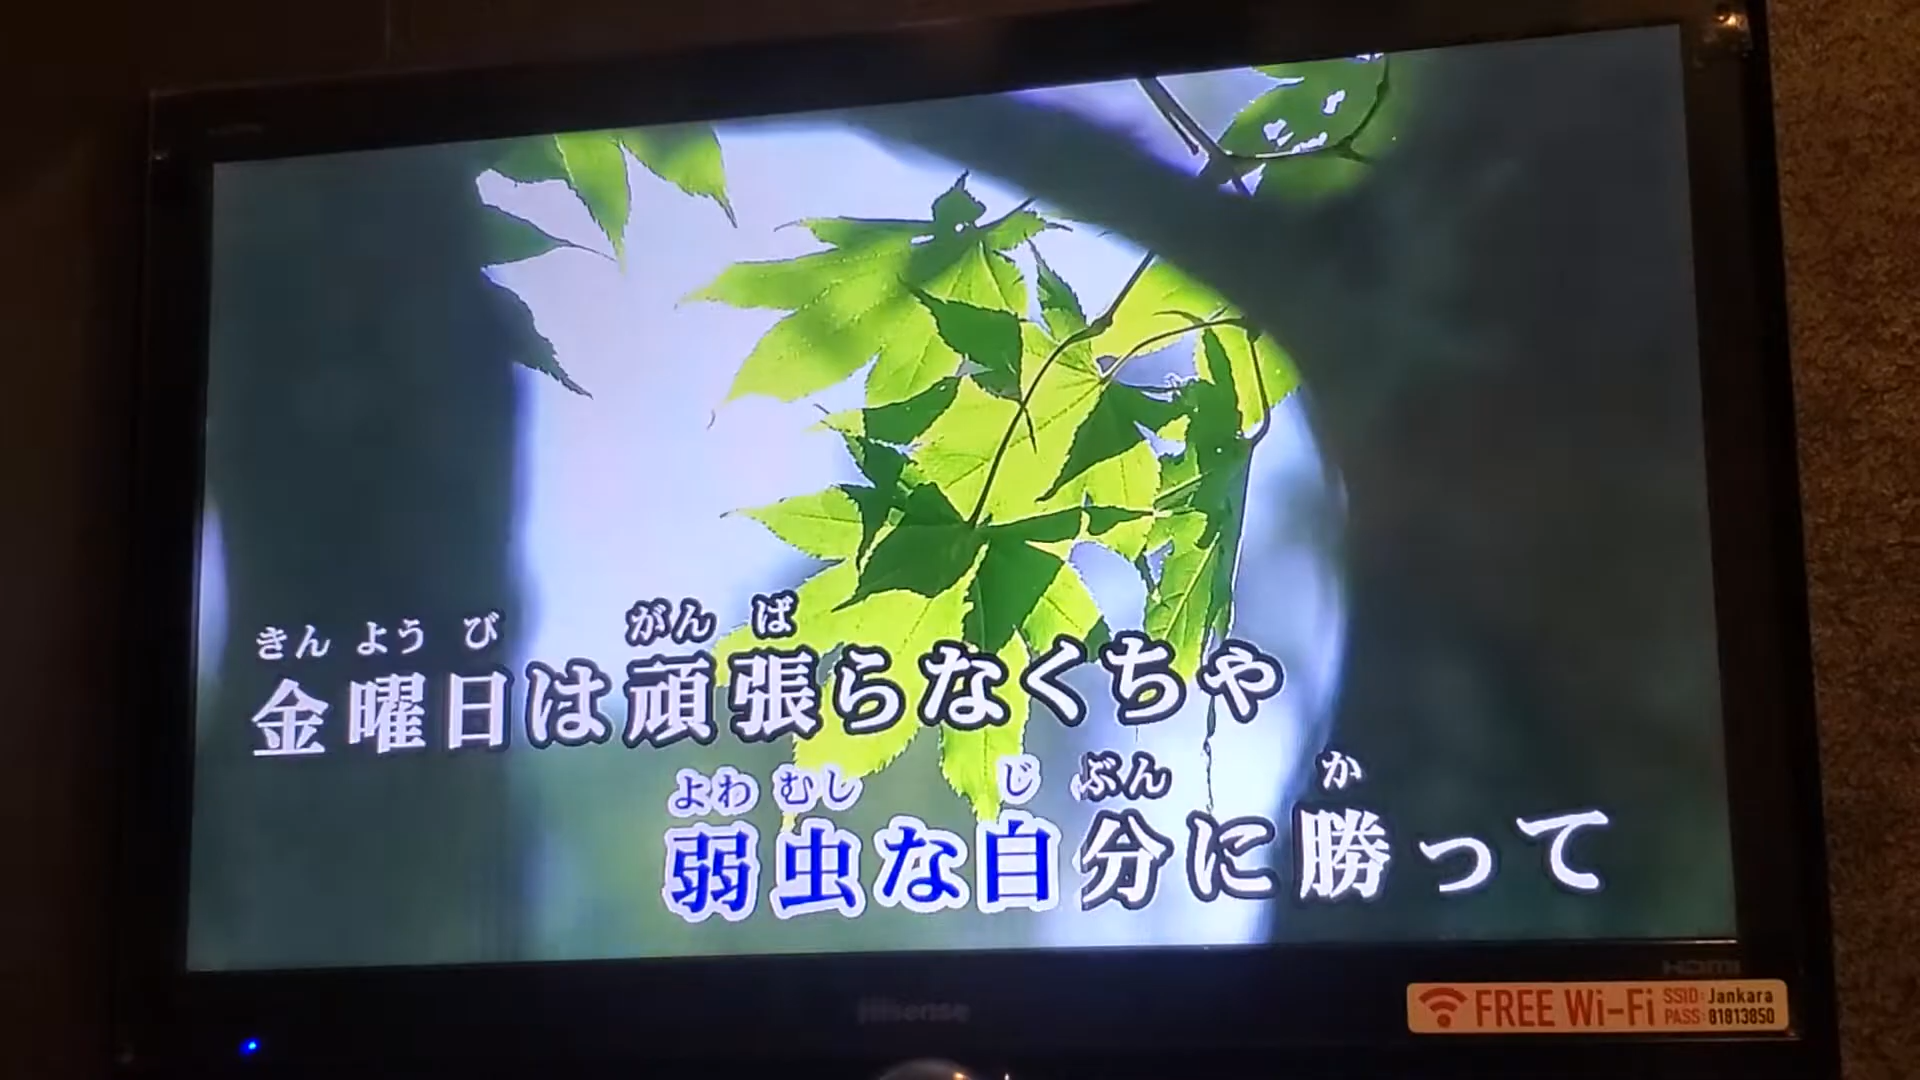 きん よう び がん ば
金曜日は頑張らなくちゃ
よわ むし じ ぶん か
弱虫な自分に勝って
HDMI
Hisense
FREE Wi-Fi
SSID: Jankara
PASS: 81813850